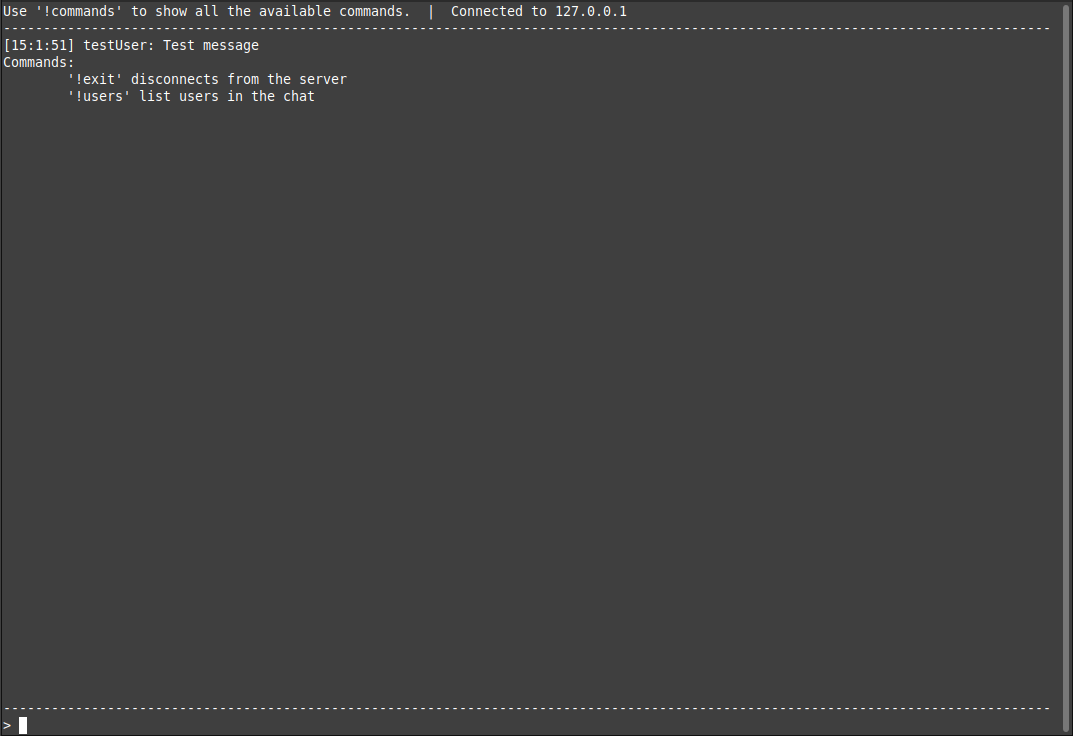 Use '!commands' to show all the available commands.  |  Connected to 127.0.0.1
-----------------------------------------------------------------------------------------------------------------------------------
[15:1:51] testUser: Test message
Commands:
        '!exit' disconnects from the server
        '!users' list users in the chat
-----------------------------------------------------------------------------------------------------------------------------------
>